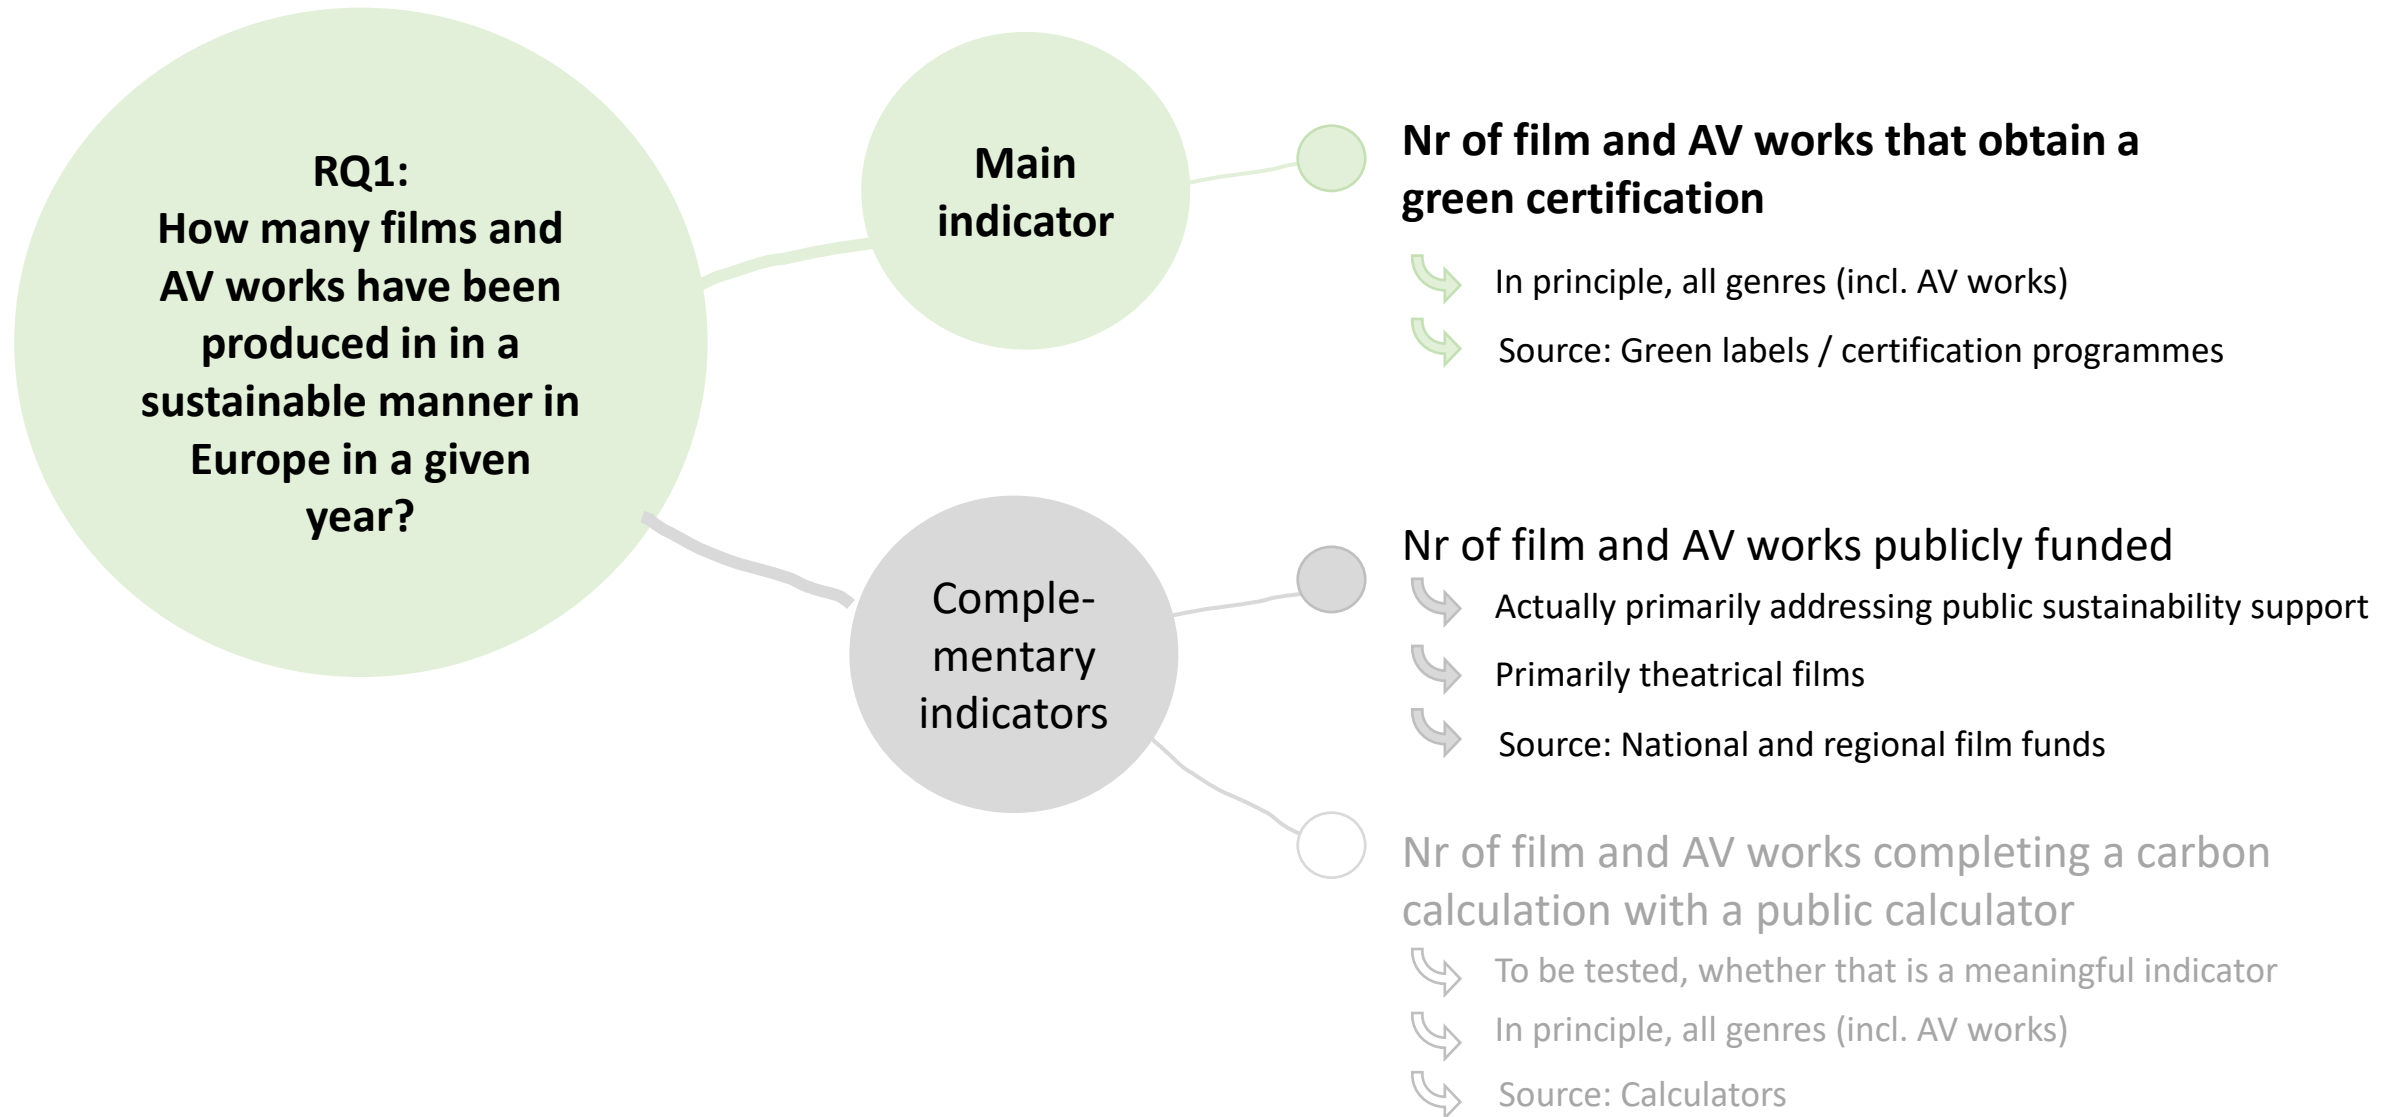 RQ1:
How many films and
AV works have been
produced in in a
sustainable manner in
Europe in a given
year?
Main
indicator
Nr of film and AV works that obtain a
green certification
In principle, all genres (incl. AV works)
Source: Green labels / certification programmes
Comple-
mentary
indicators
Nr of film and AV works publicly funded
Actually primarily addressing public sustainability support
Primarily theatrical films
Source: National and regional film funds
Nr of film and AV works completing a carbon
calculation with a public calculator
To be tested, whether that is a meaningful indicator
In principle, all genres (incl. AV works)
Source: Calculators